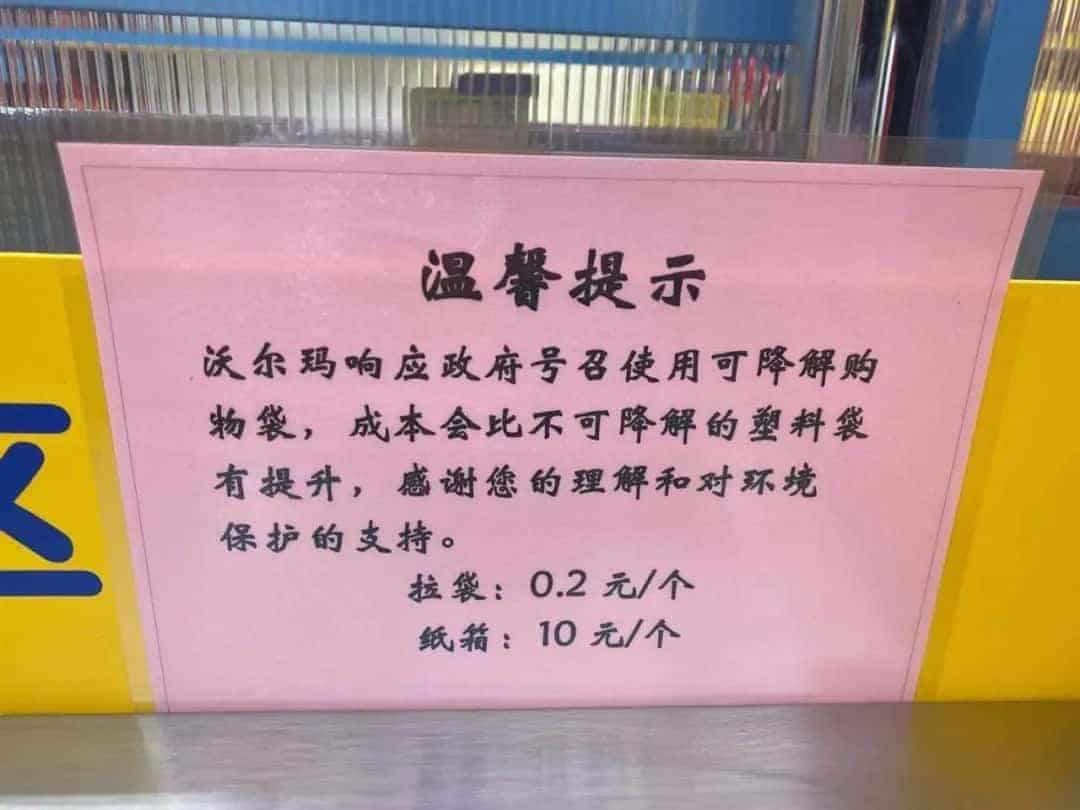 温馨提示
沃尔玛响应政府号召使用可降解购
物袋，成本会比不可降解的塑料袋
有提升，感谢您的理解和对环境
保护的支持。
拉袋：0.2 元/个
纸箱：10 元/个
区